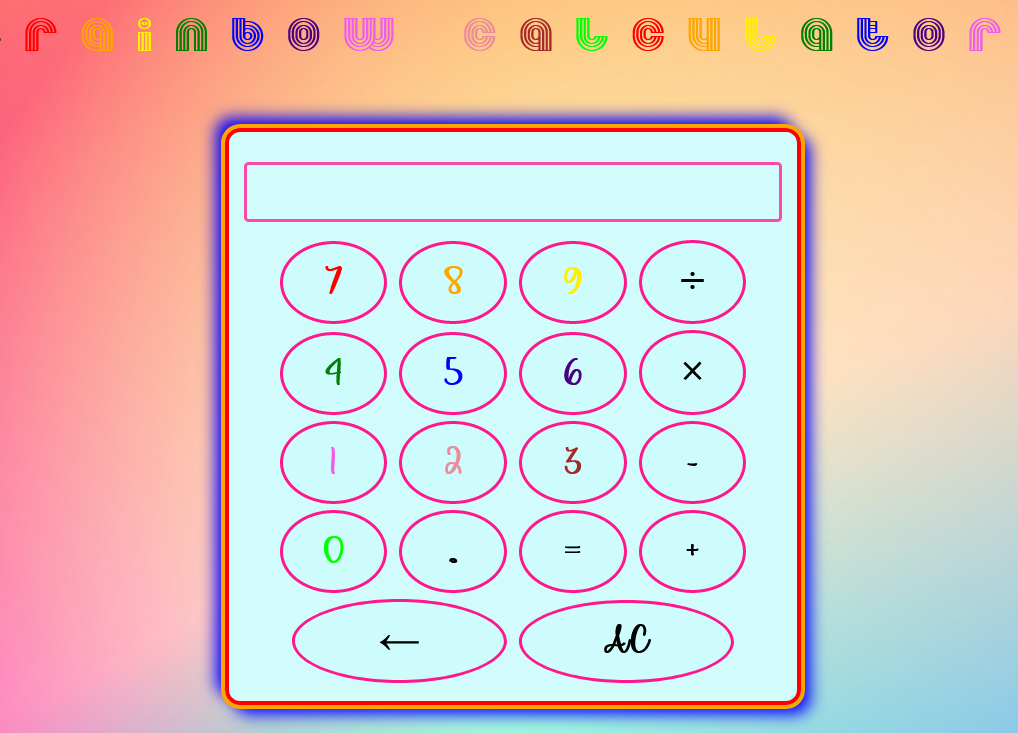 rainbow calculator
7 8 9 ÷
4 5 6 ×
1 2 3 -
0 . = +
← AC